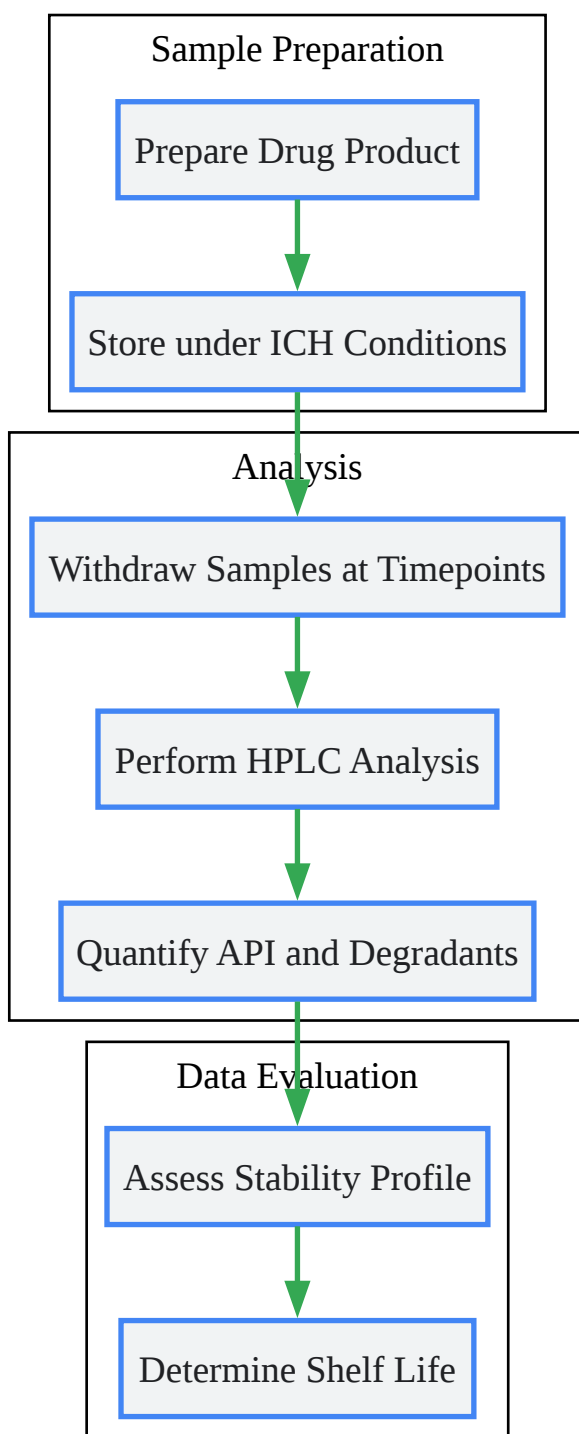 Sample Preparation
Prepare Drug Product
Store under ICH Conditions
Analysis
Withdraw Samples at Timepoints
Perform HPLC Analysis
Quantify API and Degradants
Data Evaluation
Assess Stability Profile
Determine Shelf Life